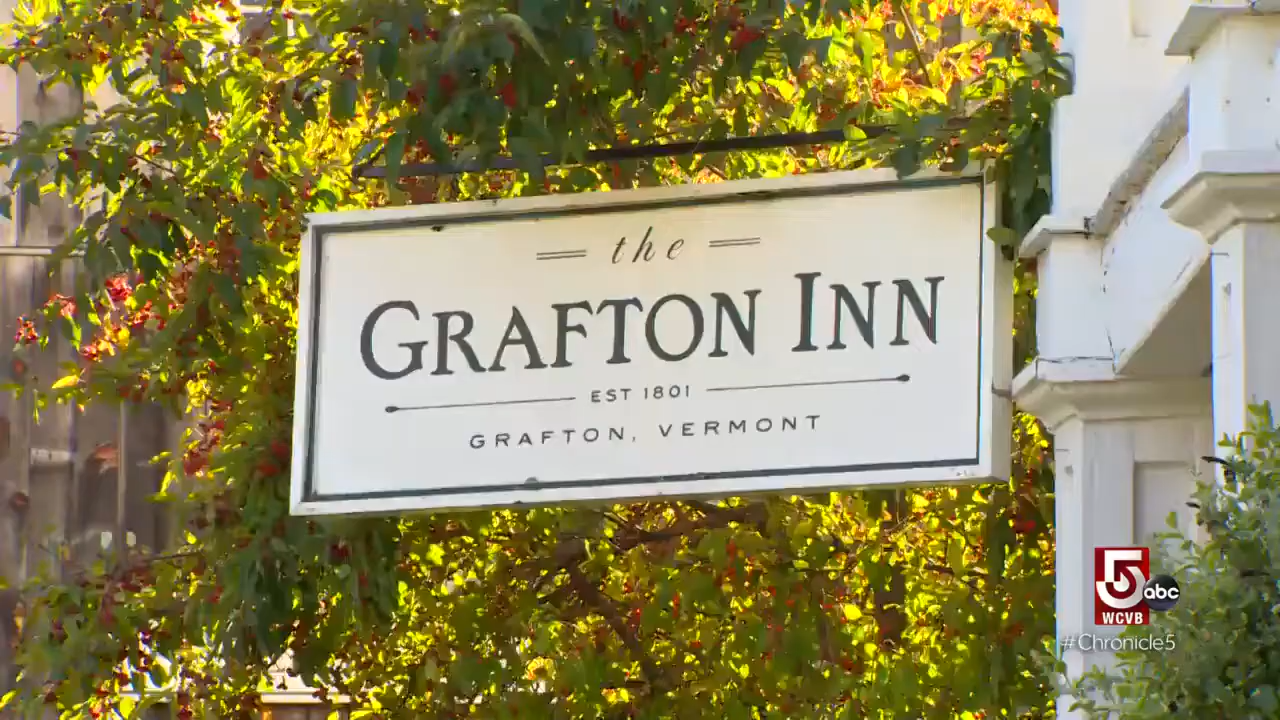 the
GRAFTON INN
EST 1801
GRAFTON, VERMONT
5
abc
WCVB
#Chronicle5